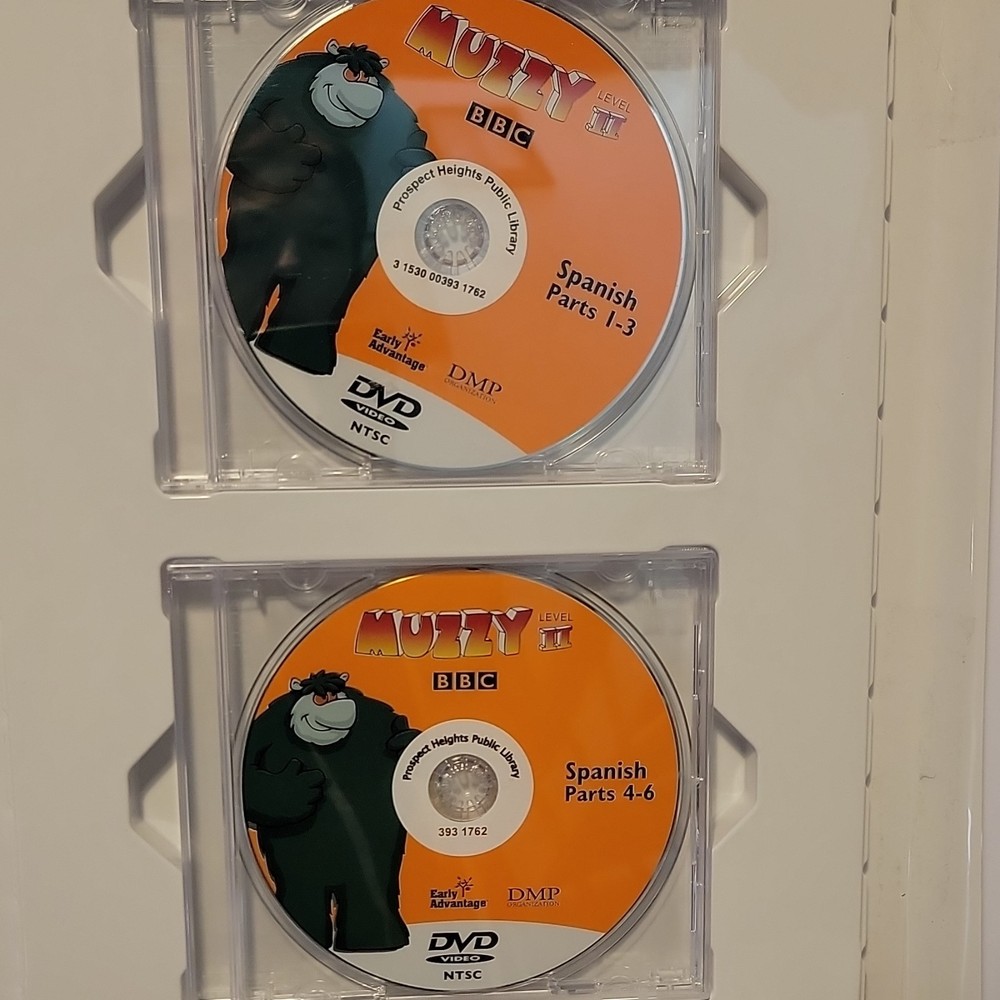 MUZZY LEVEL II
BBC
Prospect Heights Public Library
3 1530 00393 1762
Spanish
Parts 1-3
Early
Advantage
DMP
ORGANIZATION
DVD
VIDEO
NTSC
MUZZY LEVEL II
BBC
Prospect Heights Public Library
393 1762
Spanish
Parts 4-6
Early
Advantage
DMP
ORGANIZATION
DVD
VIDEO
NTSC